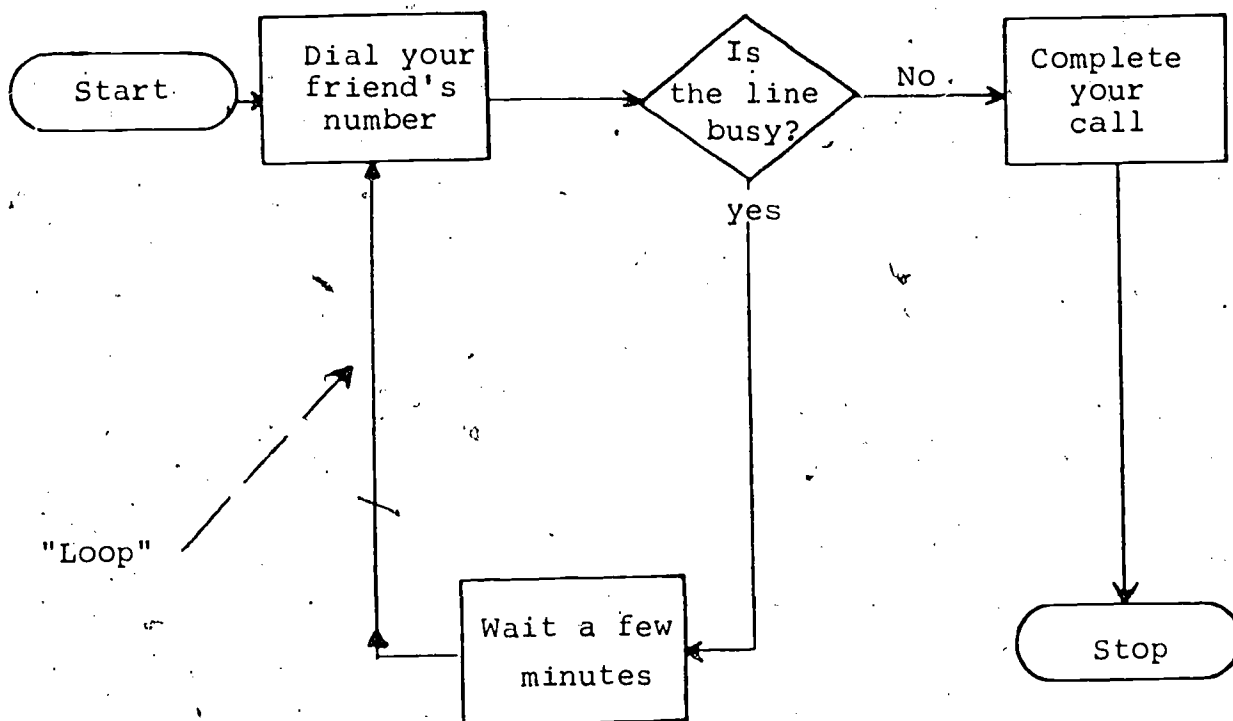 Start
Dial your
friend's
number
Is
the line
busy?
No
Complete
your
call
yes
"Loop"
Wait a few
minutes
Stop